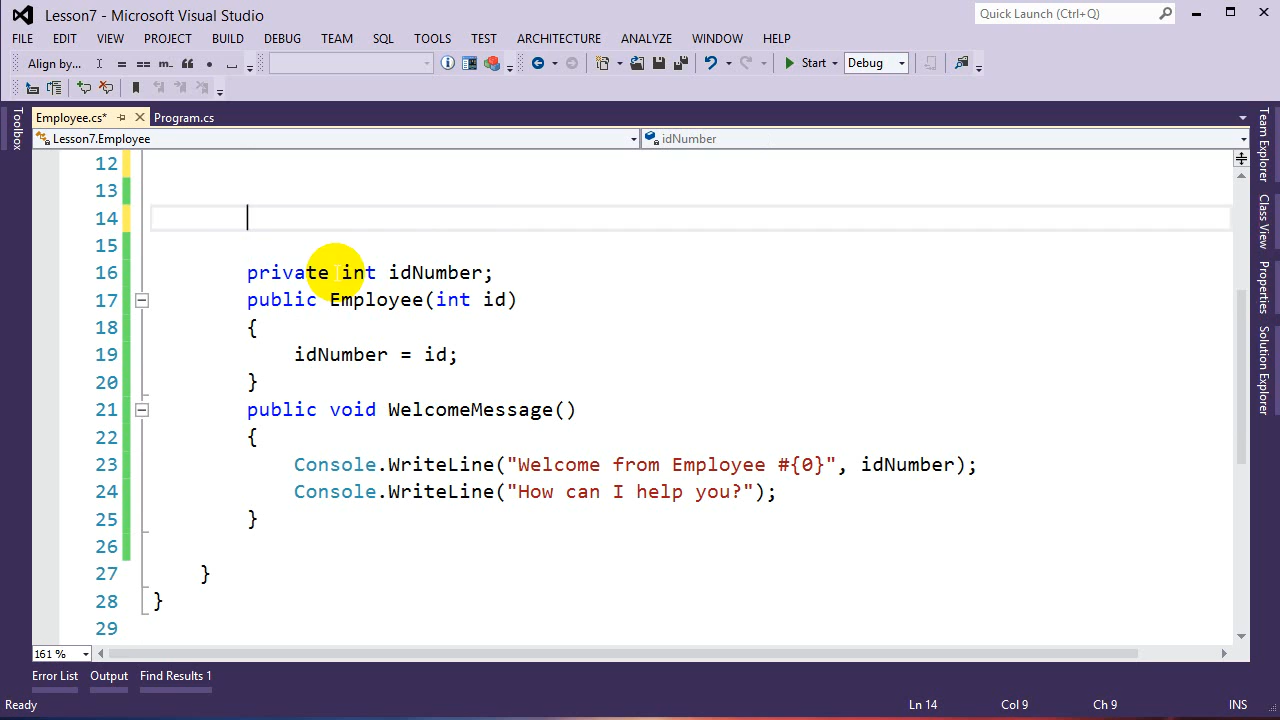 Lesson7 - Microsoft Visual Studio
Quick Launch (Ctrl+Q)
FILE EDIT VIEW PROJECT BUILD DEBUG TEAM SQL TOOLS TEST ARCHITECTURE ANALYZE WINDOW HELP
Align by... Start Debug
Employee.cs* Program.cs
Lesson7.Employee idNumber
Toolbox
Team Explorer
Class View
Properties
Solution Explorer
12
13
14
15
16 private int idNumber;
17 public Employee(int id)
18 {
19 idNumber = id;
20 }
21 public void WelcomeMessage()
22 {
23 Console.WriteLine("Welcome from Employee #{0}", idNumber);
24 Console.WriteLine("How can I help you?");
25 }
26
27 }
28 }
29
161 %
Error List Output Find Results 1
Ready Ln 14 Col 9 Ch 9 INS